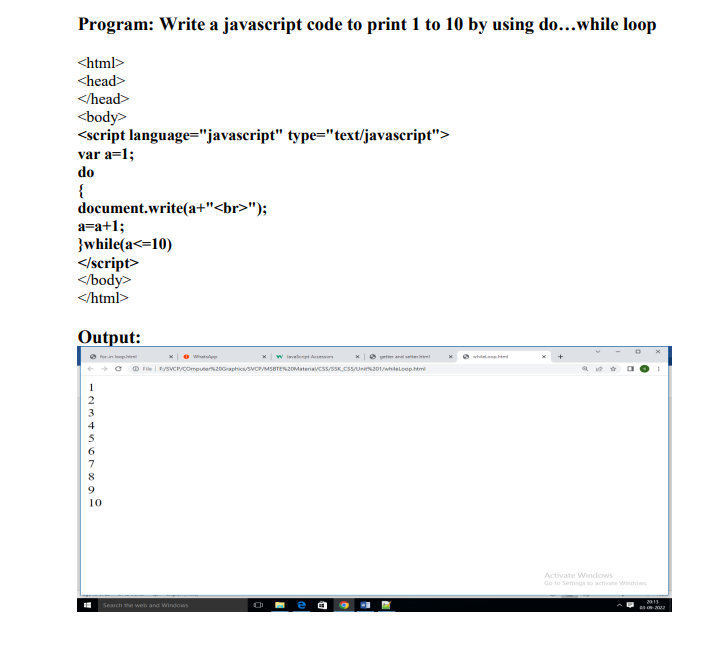 Program: Write a javascript code to print 1 to 10 by using do…while loop
<html>
<head>
</head>
<body>
<script language="javascript" type="text/javascript">
var a=1;
do
{
document.write(a+"<br>");
a=a+1;
}while(a<=10)
</script>
</body>
</html>
Output:
for in loop.html WhatsApp JavaScript Accessors getter and setter.html whileLoop.html
File | F:/SVCP/COmputer%20Graphics/SVCP/MSBTE%20Material/CSS/SSK_CSS/Unit%201/whileLoop.html
1
2
3
4
5
6
7
8
9
10
Activate Windows
Go to Settings to activate Windows.
Search the web and Windows
20:13
03-09-2022